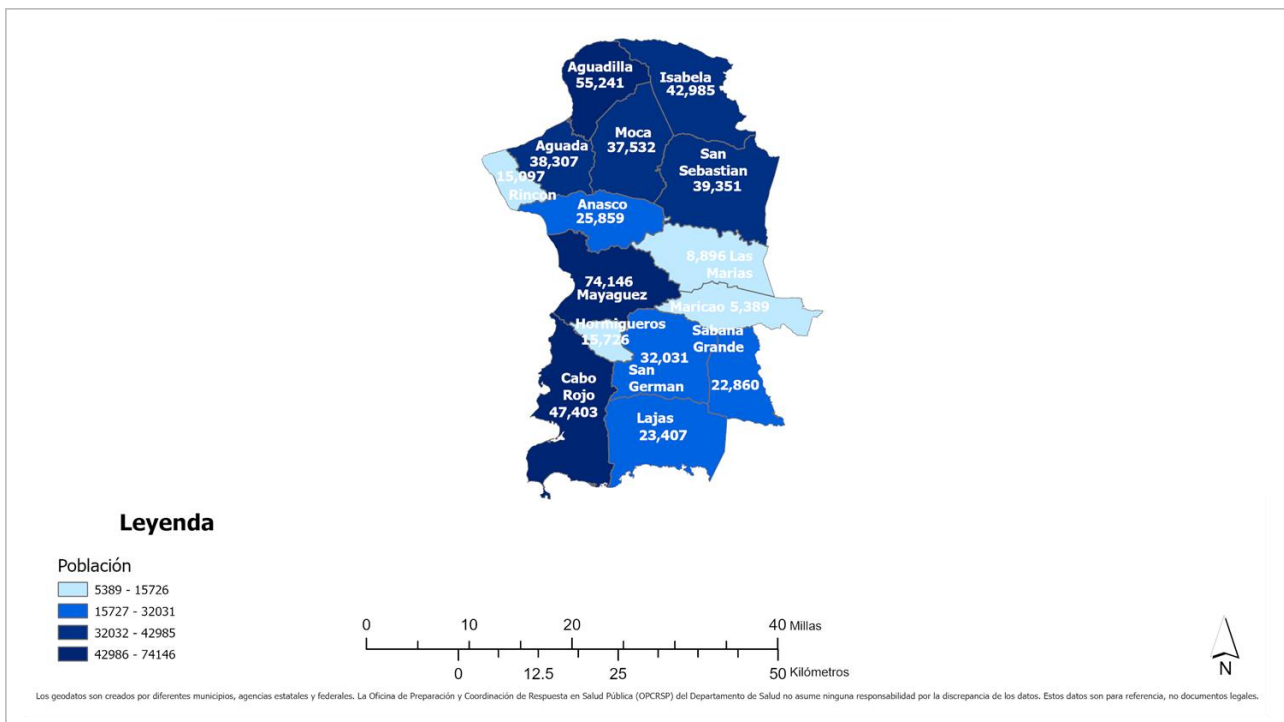 Aguadilla
55,241
Isabela
42,985
Moca
37,532
Aguada
38,307
San
Sebastian
39,351
15,097
Rincon
Anasco
25,859
8,896 Las
Marias
74,146
Mayaguez
Maricao 5,389
Hormigueros
15,726
Sabana
Grande
32,031
San
German
22,860
Cabo
Rojo
47,403
Lajas
23,407
Leyenda
Población
5389 - 15726
15727 - 32031
32032 - 42985
42986 - 74146
0 20 40 Millas
0 12.5 25 50 Kilómetros
N
Los geodatos son creados por diferentes municipios, agencias estatales y federales. La Oficina de Preparación y Coordinación de Respuesta en Salud Pública (OPCRSP) del Departamento de Salud no asume ninguna responsabilidad por la discrepancia de los datos. Estos datos son para referencia, no documentos legales.